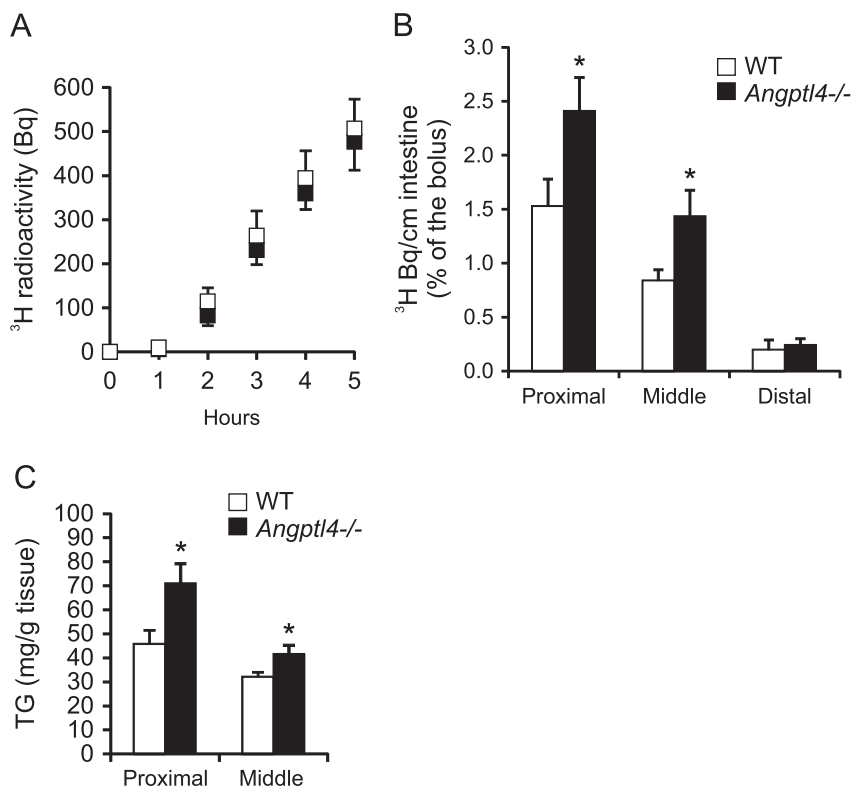 A
³H radioactivity (Bq)
600
500
400
300
200
100
0
0 1 2 3 4 5
Hours
B
³H Bq/cm intestine
(% of the bolus)
3.0
2.5
2.0
1.5
1.0
0.5
0.0
WT
Angptl4-/-
*
*
Proximal Middle Distal
C
WT
Angptl4-/-
TG (mg/g tissue)
100
90
80
70
60
50
40
30
20
10
0
*
*
Proximal Middle